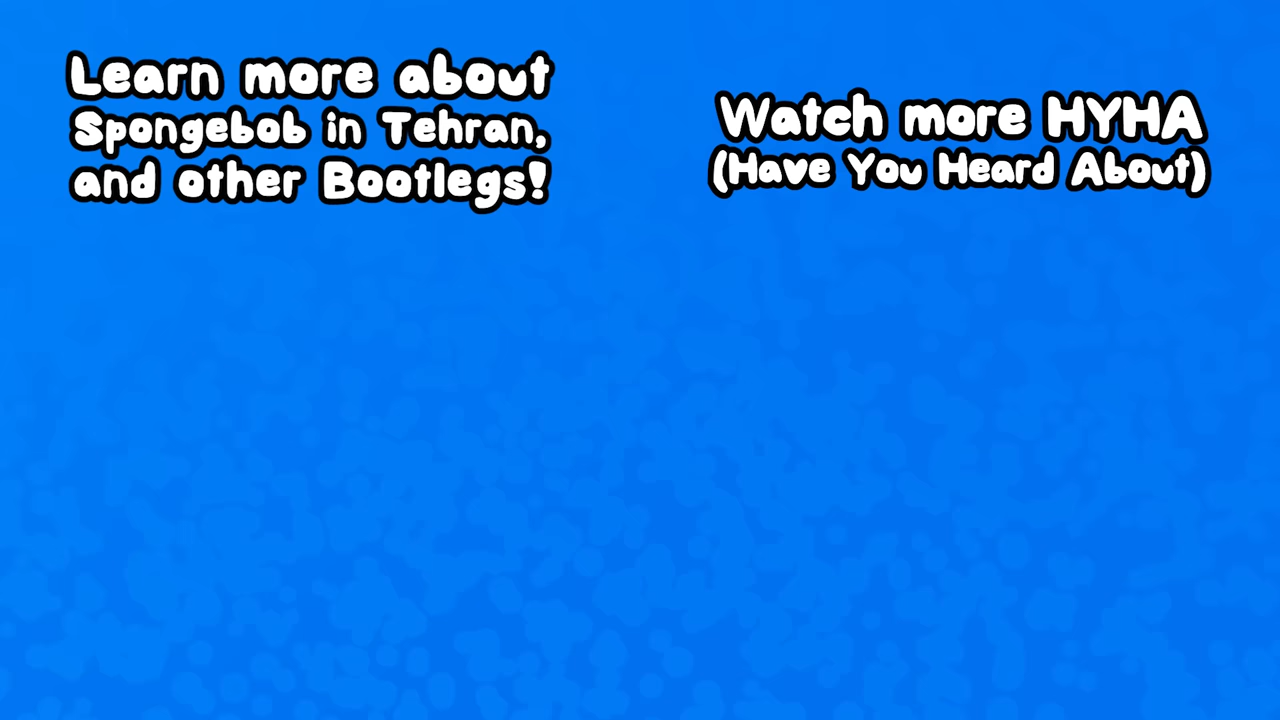 Learn more about
Spongebob in Tehran,
and other Bootlegs!
Watch more HYHA
(Have You Heard About)